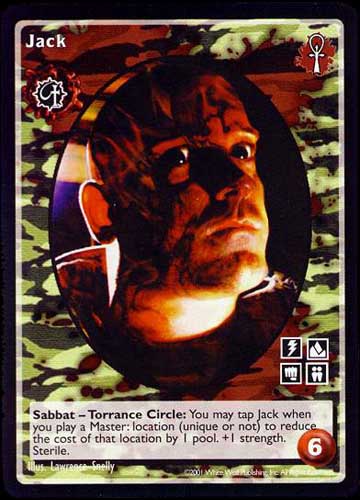 Jack
Sabbat – Torrance Circle: You may tap Jack when
you play a Master: location (unique or not) to reduce
the cost of that location by 1 pool. +1 strength.
Sterile.
6
Illus. Lawrence Snelly
©2001 White Wolf Publishing, Inc. All Rights Reserved.